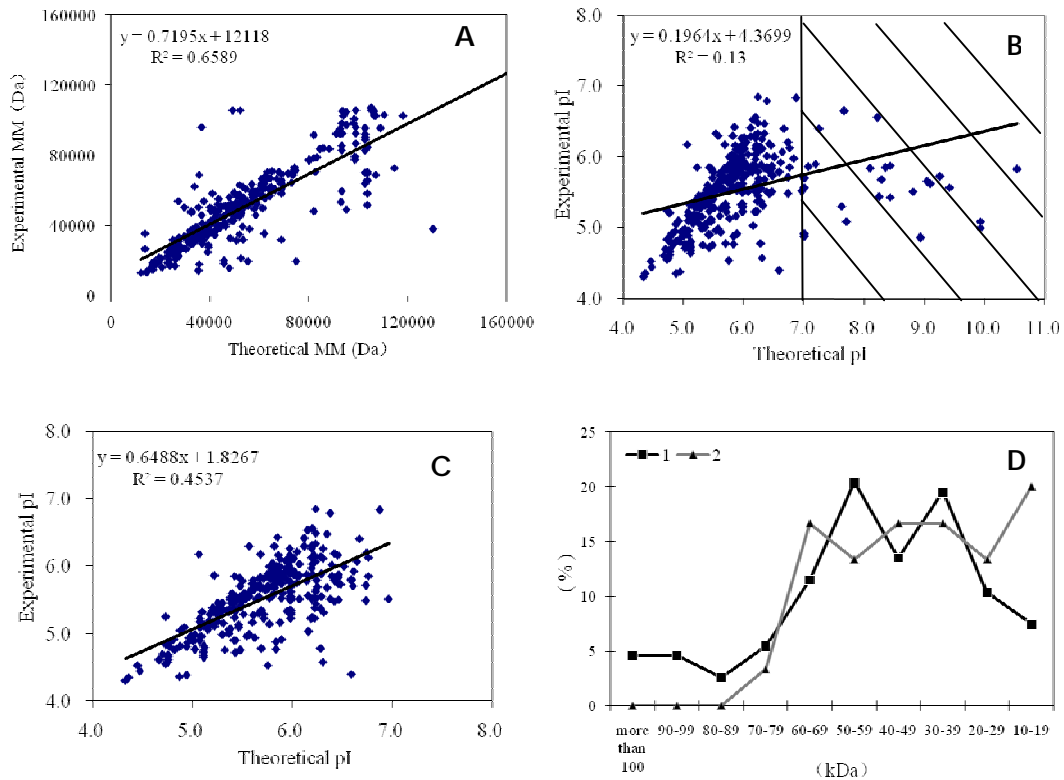 A
y = 0.7195x + 12118
R² = 0.6589
160000
120000
80000
40000
0
Experimental MM (Da)
0 40000 80000 120000 160000
Theoretical MM (Da)
B
y = 0.1964x + 4.3699
R² = 0.13
8.0
7.0
6.0
5.0
4.0
Experimental pI
4.0 5.0 6.0 7.0 8.0 9.0 10.0 11.0
Theoretical pI
C
y = 0.6488x + 1.8267
R² = 0.4537
8.0
7.0
6.0
5.0
4.0
Experimental pI
4.0 5.0 6.0 7.0 8.0
Theoretical pI
D
1 2
25
20
15
10
5
0
(%)
more than 100 90-99 80-89 70-79 60-69 50-59 40-49 30-39 20-29 10-19
(kDa)